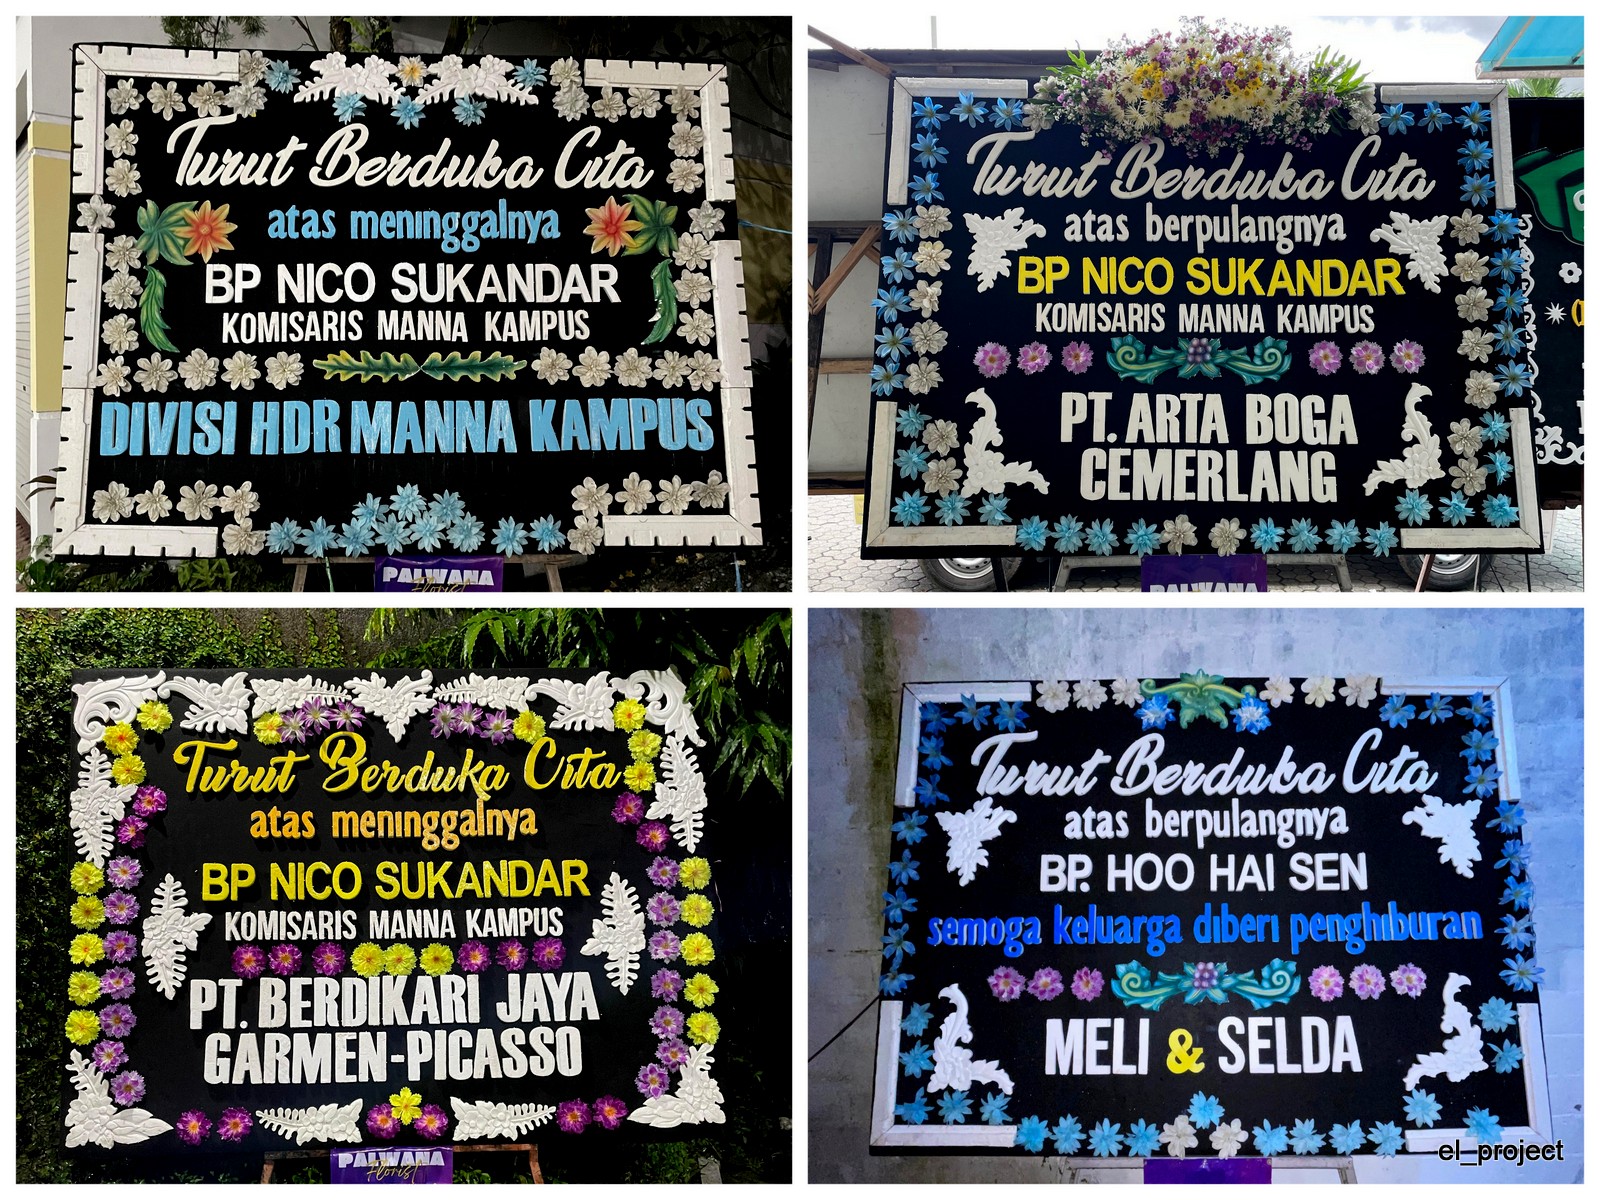 Turut Berduka Cita
atas meninggalnya
BP NICO SUKANDAR
KOMISARIS MANNA KAMPUS
DIVISI HDR MANNA KAMPUS
PALWANA
Florist
Turut Berduka Cita
atas berpulangnya
BP NICO SUKANDAR
KOMISARIS MANNA KAMPUS
PT. ARTA BOGA
CEMERLANG
PALWANA
Turut Berduka Cita
atas meninggalnya
BP NICO SUKANDAR
KOMISARIS MANNA KAMPUS
PT. BERDIKARI JAYA
GARMEN-PICASSO
PALWANA
Florist
Turut Berduka Cita
atas berpulangnya
BP. HOO HAI SEN
semoga keluarga diberi penghiburan
MELI & SELDA
el_project